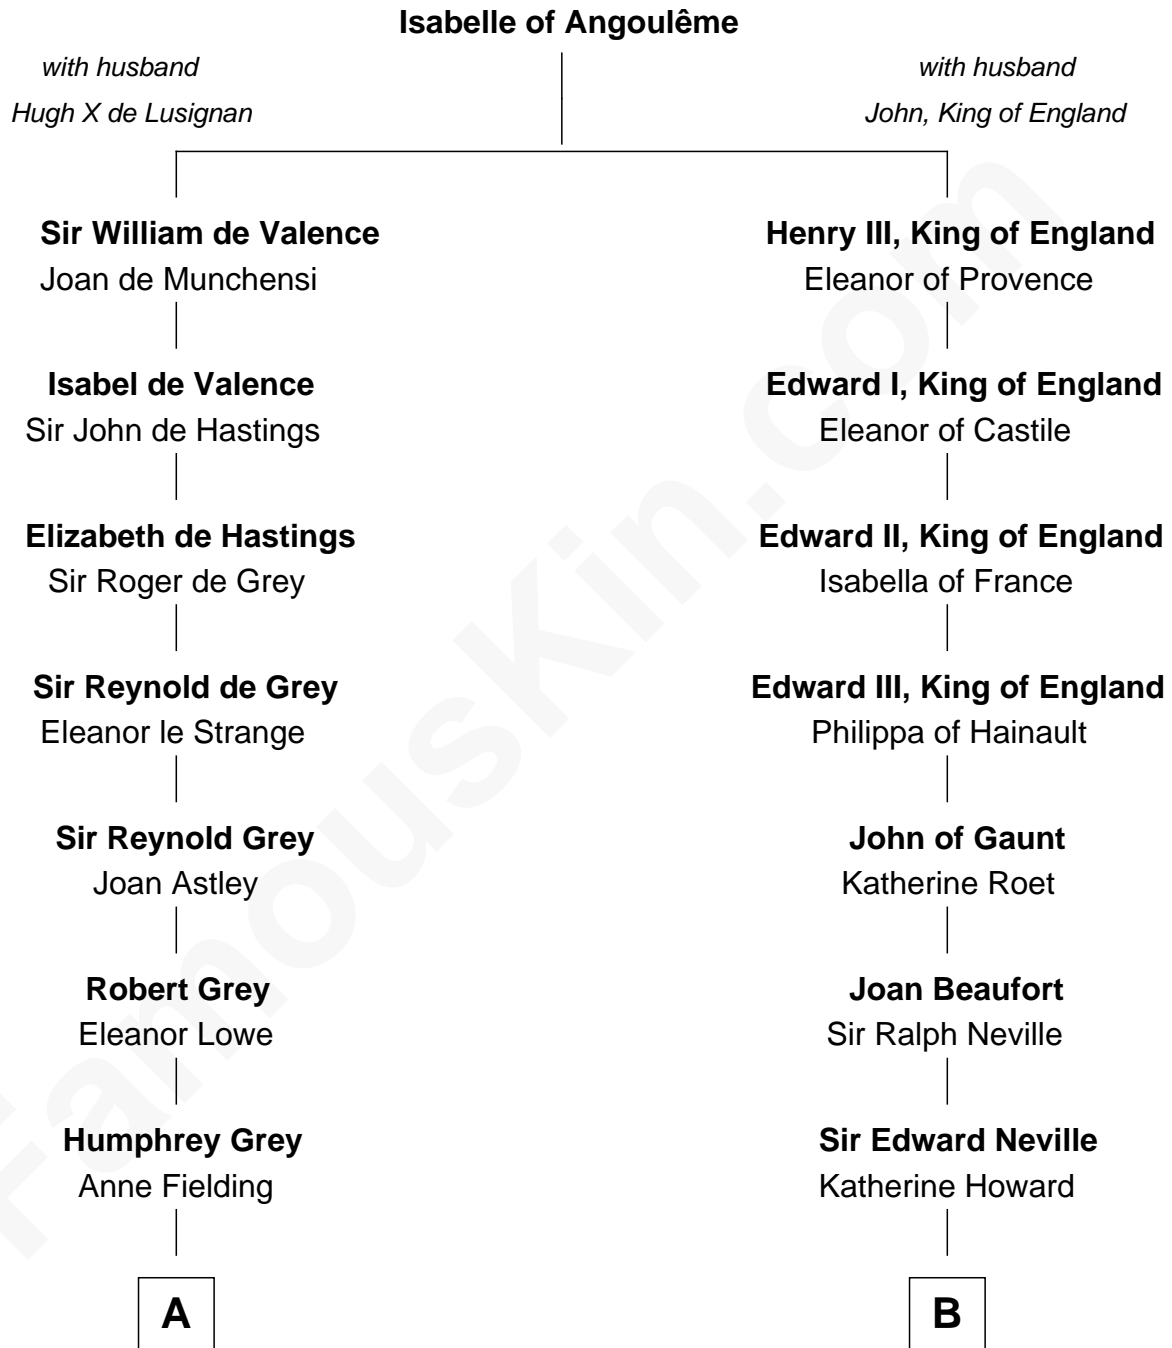 Isabelle of Angoulême
with husband
Hugh X de Lusignan
with husband
John, King of England
Sir William de Valence
Joan de Munchensi
Henry III, King of England
Eleanor of Provence
Isabel de Valence
Sir John de Hastings
Edward I, King of England
Eleanor of Castile
Elizabeth de Hastings
Sir Roger de Grey
Edward II, King of England
Isabella of France
Sir Reynold de Grey
Eleanor le Strange
Edward III, King of England
Philippa of Hainault
Sir Reynold Grey
Joan Astley
John of Gaunt
Katherine Roet
Robert Grey
Eleanor Lowe
Joan Beaufort
Sir Ralph Neville
Humphrey Grey
Anne Fielding
Sir Edward Neville
Katherine Howard
A
B
FamousKin.com